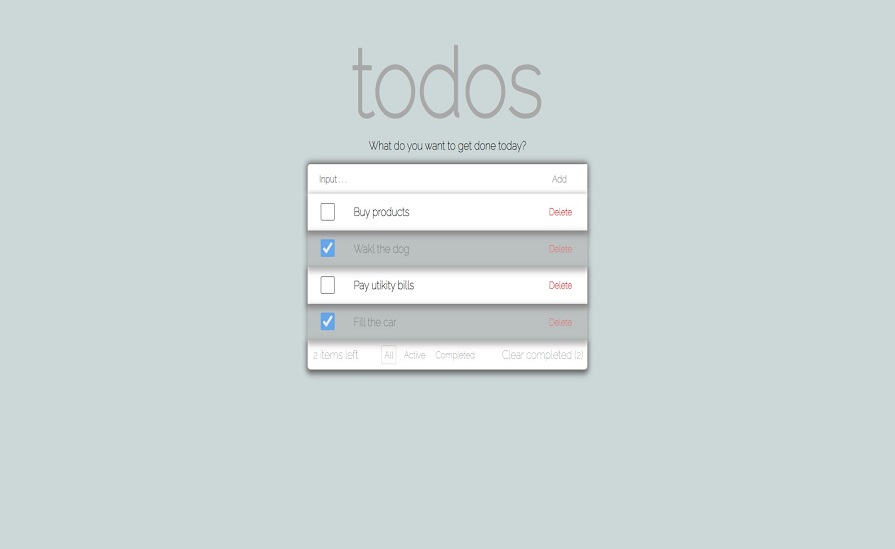 todos
What do you want to get done today?
Input . . . Add
Buy products Delete
Wakl the dog Delete
Pay utikity bills Delete
Fill the car Delete
2 items left All Active Completed Clear completed (2)